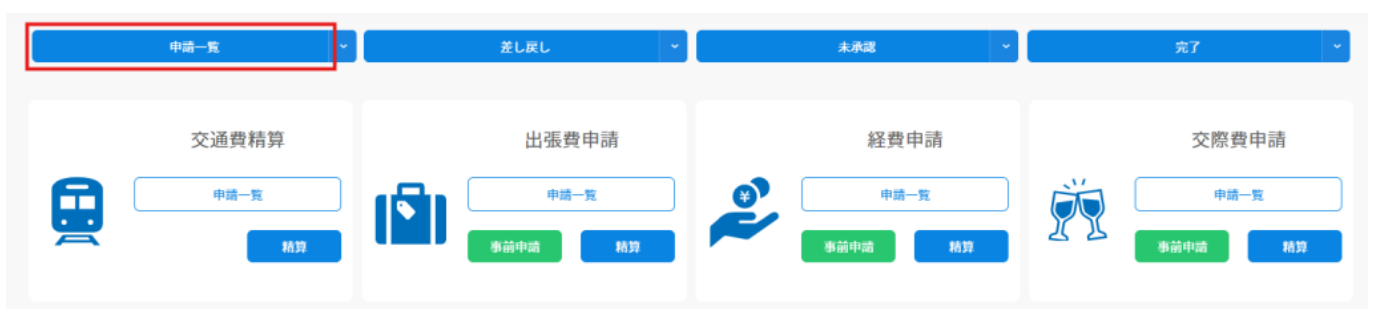 申請一覧 差し戻し 未承認 完了
交通費精算 出張費申請 経費申請 交際費申請
申請一覧 申請一覧 ¥ 申請一覧 申請一覧
精算 事前申請 精算 事前申請 精算 事前申請 精算